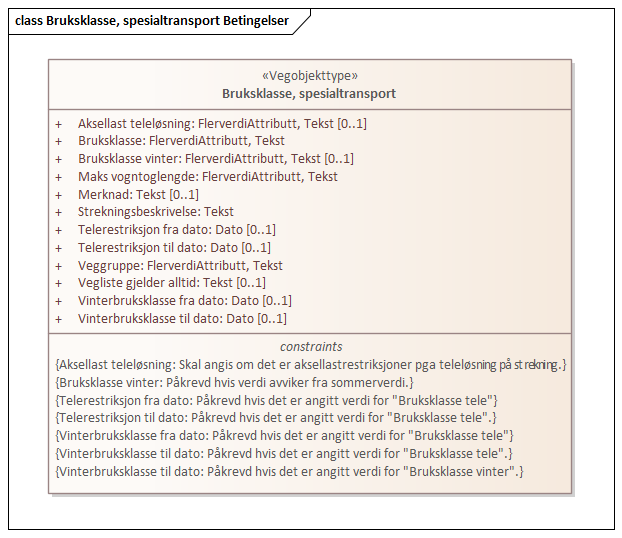 class Bruksklasse, spesialtransport Betingelser
«Vegobjekttype»
Bruksklasse, spesialtransport
+ Aksellast teleløsning: FlerverdiAttributt, Tekst [0..1]
+ Bruksklasse: FlerverdiAttributt, Tekst
+ Bruksklasse vinter: FlerverdiAttributt, Tekst [0..1]
+ Maks vogntoglengde: FlerverdiAttributt, Tekst
+ Merknad: Tekst [0..1]
+ Strekningsbeskrivelse: Tekst
+ Telerestriksjon fra dato: Dato [0..1]
+ Telerestriksjon til dato: Dato [0..1]
+ Veggruppe: FlerverdiAttributt, Tekst
+ Vegliste gjelder alltid: Tekst [0..1]
+ Vinterbruksklasse fra dato: Dato [0..1]
+ Vinterbruksklasse til dato: Dato [0..1]
constraints
{Aksellast teleløsning: Skal angis om det er aksellastrestriksjoner pga teleløsning på strekning.}
{Bruksklasse vinter: Påkrevd hvis verdi avviker fra sommerverdi.}
{Telerestriksjon fra dato: Påkrevd hvis det er angitt verdi for "Bruksklasse tele"}
{Telerestriksjon til dato: Påkrevd hvis det er angitt verdi for "Bruksklasse tele".}
{Vinterbruksklasse fra dato: Påkrevd hvis det er angitt verdi for "Bruksklasse tele"}
{Vinterbruksklasse til dato: Påkrevd hvis det er angitt verdi for "Bruksklasse tele".}
{Vinterbruksklasse til dato: Påkrevd hvis det er angitt verdi for "Bruksklasse vinter".}